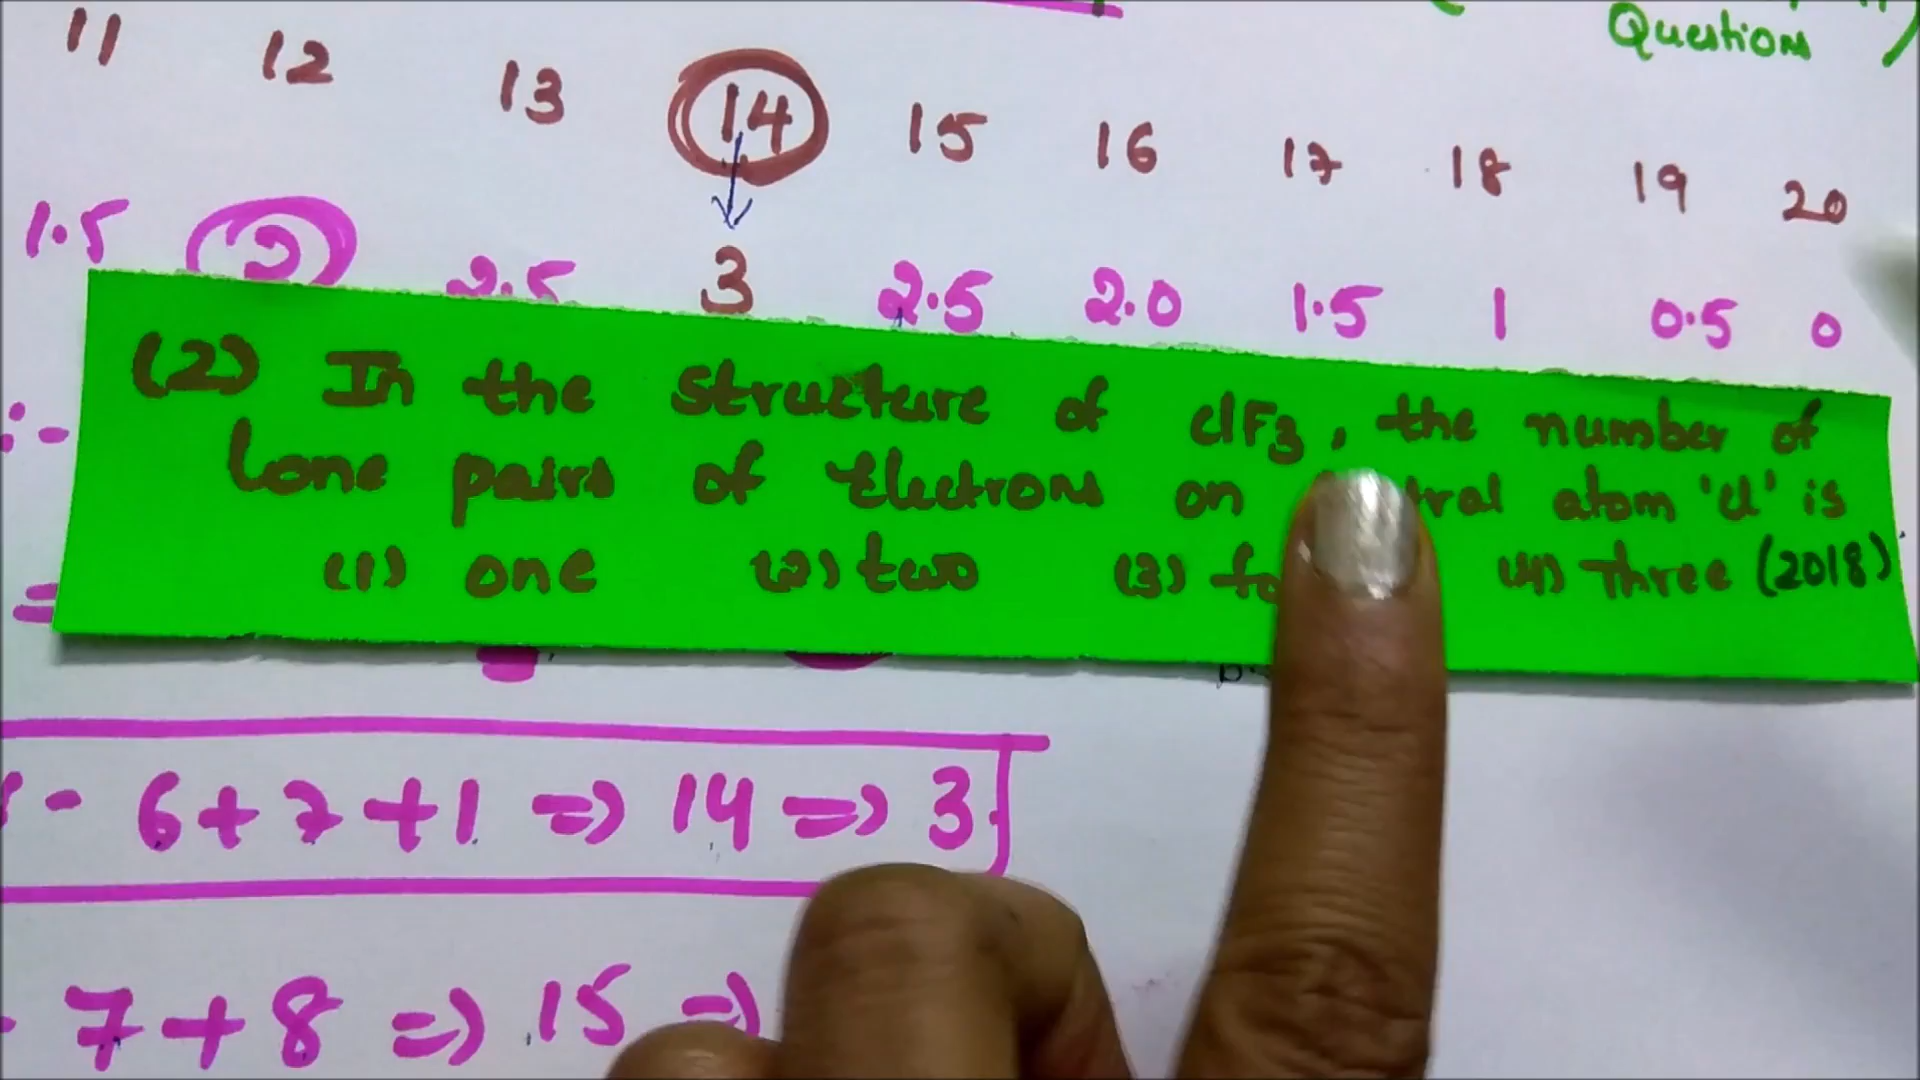 Questions )
11 12 13 14 15 16 17 18 19 20
1.5 2 2.5 3 2.5 2.0 1.5 1 0.5 0
(2) In the structure of clF3, the number of
lone pairs of Electrons on atom 'cl' is
(1) one (2) two (3) (4) Three (2018)
:-
=
- 6+7+1 ⇒ 14 ⇒ 3
- 7+8 ⇒ 15 ⇒